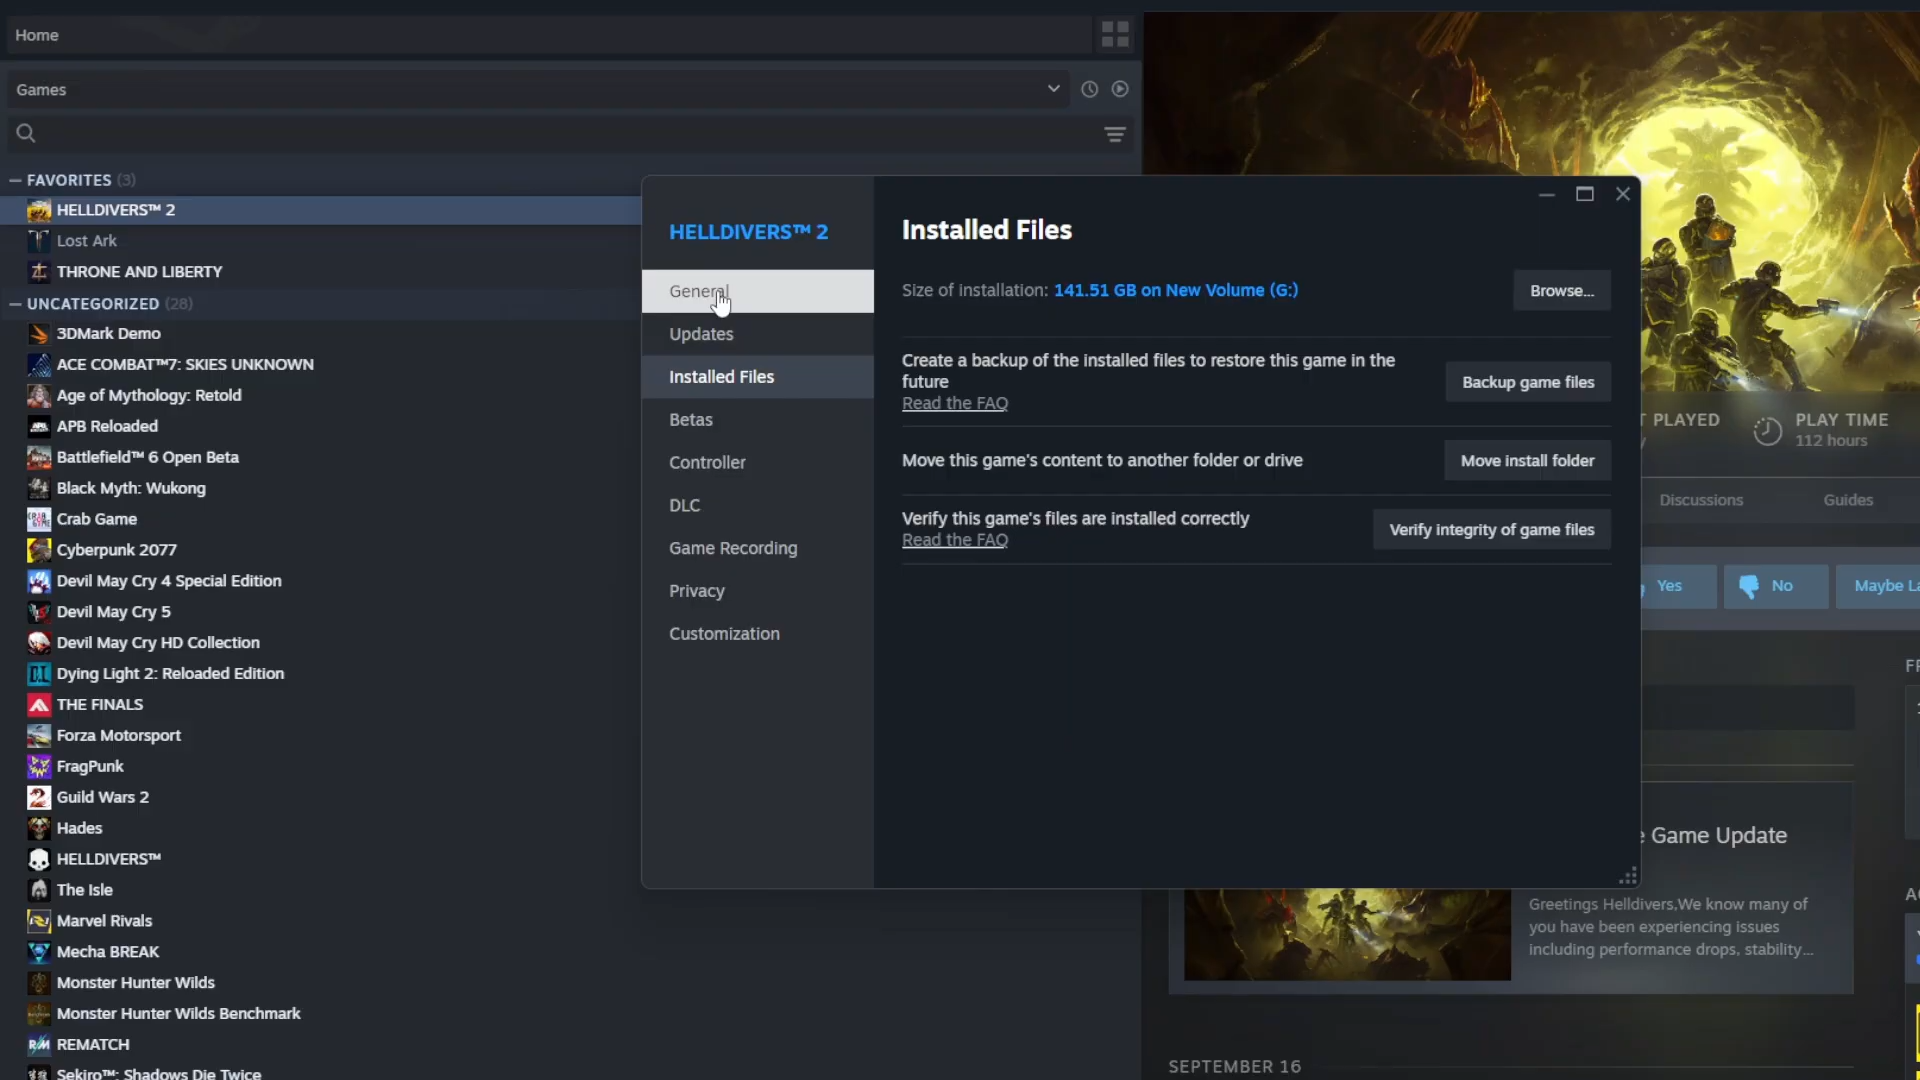 Home
Games
FAVORITES (3)
HELLDIVERS™ 2
Lost Ark
THRONE AND LIBERTY
UNCATEGORIZED (28)
3DMark Demo
ACE COMBAT™7: SKIES UNKNOWN
Age of Mythology: Retold
APB Reloaded
Battlefield™ 6 Open Beta
Black Myth: Wukong
Crab Game
Cyberpunk 2077
Devil May Cry 4 Special Edition
Devil May Cry 5
Devil May Cry HD Collection
Dying Light 2: Reloaded Edition
THE FINALS
Forza Motorsport
FragPunk
Guild Wars 2
Hades
HELLDIVERS™
The Isle
Marvel Rivals
Mecha BREAK
Monster Hunter Wilds
Monster Hunter Wilds Benchmark
REMATCH
Sekiro™: Shadows Die Twice
HELLDIVERS™ 2
General
Updates
Installed Files
Betas
Controller
DLC
Game Recording
Privacy
Customization
Installed Files
Size of installation: 141.51 GB on New Volume (G:)
Browse...
Create a backup of the installed files to restore this game in the
future
Read the FAQ
Backup game files
Move this game's content to another folder or drive
Move install folder
Verify this game's files are installed correctly
Read the FAQ
Verify integrity of game files
PLAYED
PLAY TIME
112 hours
Discussions
Guides
Yes
No
Maybe La
Game Update
Greetings Helldivers,We know many of
you have been experiencing issues
including performance drops, stability...
SEPTEMBER 16